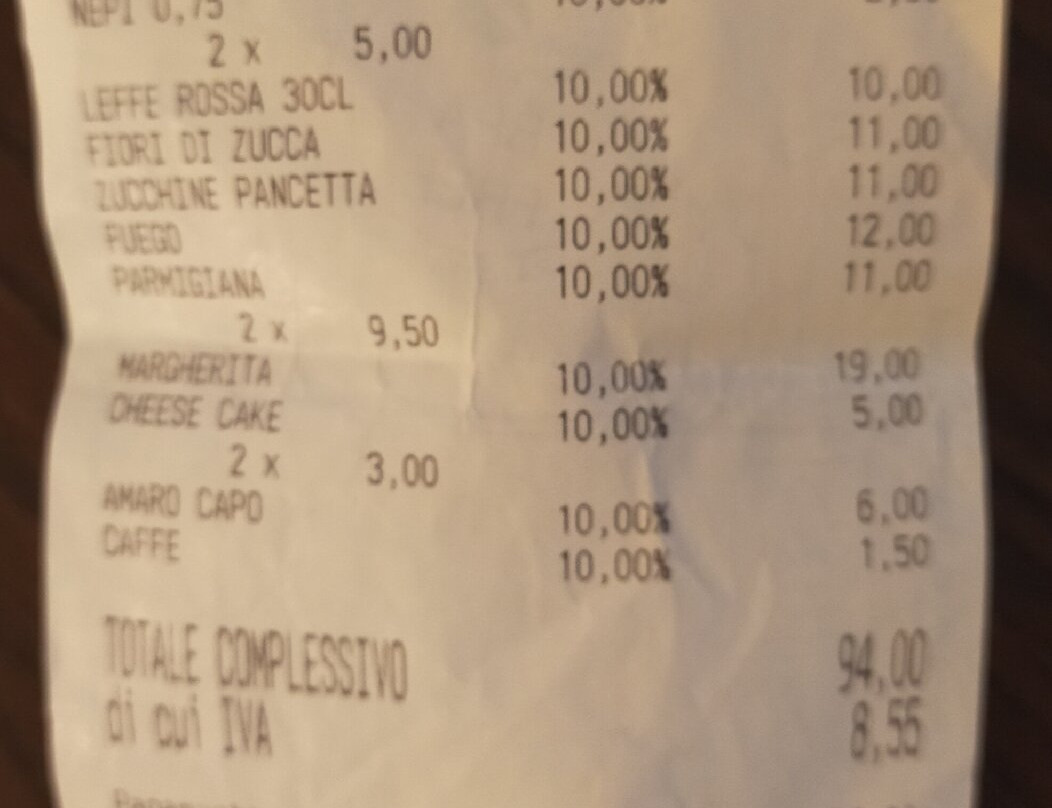 NEPI 0,75
2 x 5,00
LEFFE ROSSA 30CL 10,00% 10,00
FIORI DI ZUCCA 10,00% 11,00
ZUCCHINE PANCETTA 10,00% 11,00
FUEGO 10,00% 12,00
PARMIGIANA 10,00% 11,00
2 x 9,50
MARGHERITA 10,00% 19,00
CHEESE CAKE 10,00% 5,00
2 x 3,00
AMARO CAPO 10,00% 6,00
CAFFE 10,00% 1,50
TOTALE COMPLESSIVO 94,00
di cui IVA 8,55